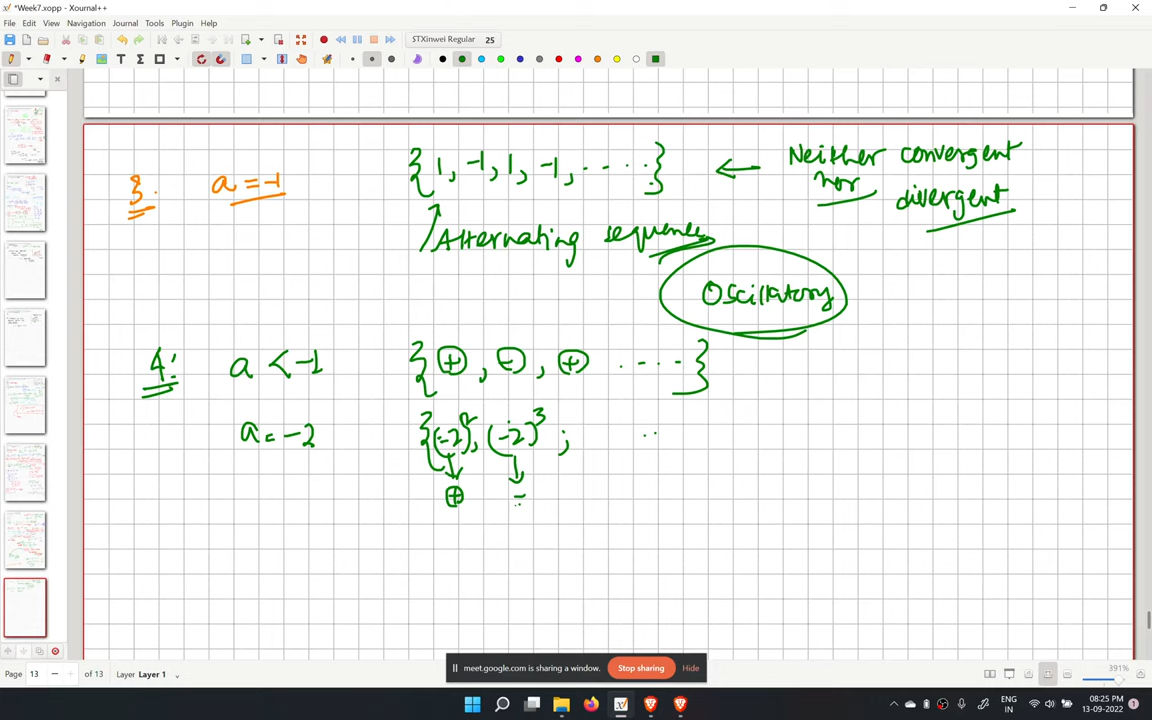 *Week7.xopp - Xournal++
File Edit View Navigation Journal Tools Plugin Help
STXinwei Regular 25
{1, -1, 1, -1, .....} ← Neither convergent
3. a = -1
nor divergent
Alternating sequence
Oscillatory
4: a < -1 {⊕, ⊖, ⊕ .....}
a = -2 {(-2)², (-2)³ ; ..
⊕ -
meet.google.com is sharing a window. Stop sharing Hide
Page 13 of 13 Layer Layer 1 391%
ENG 08:25 PM
IN 13-09-2022